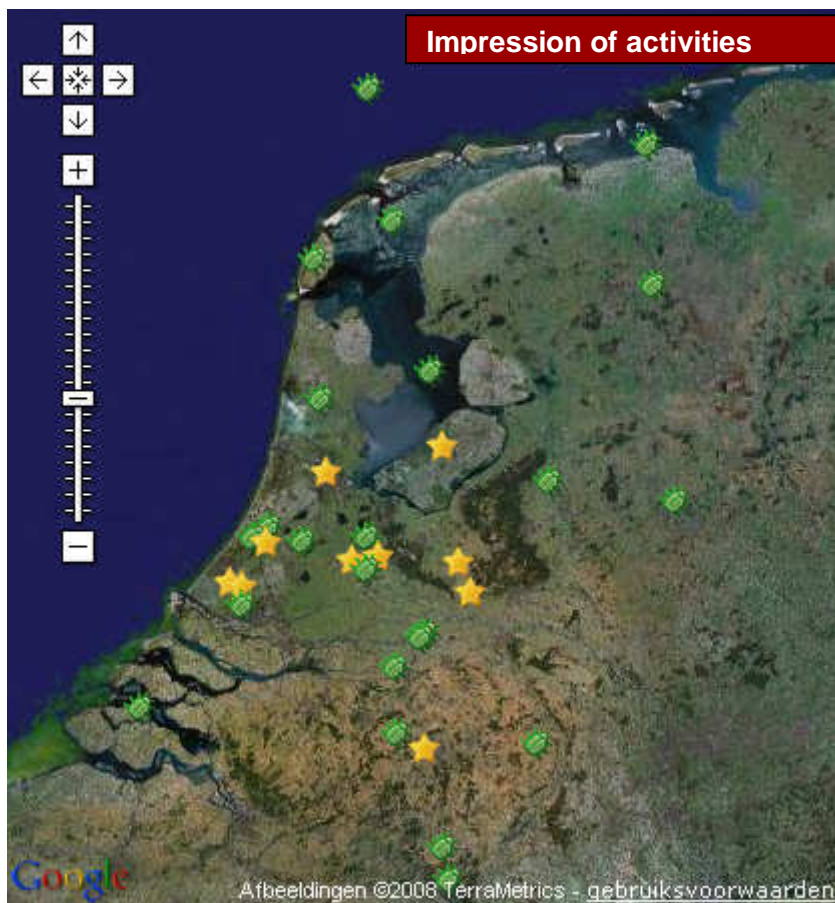 Impression of activities
Google
Afbeeldingen ©2008 TerraMetrics - gebruiksvoorwaarden